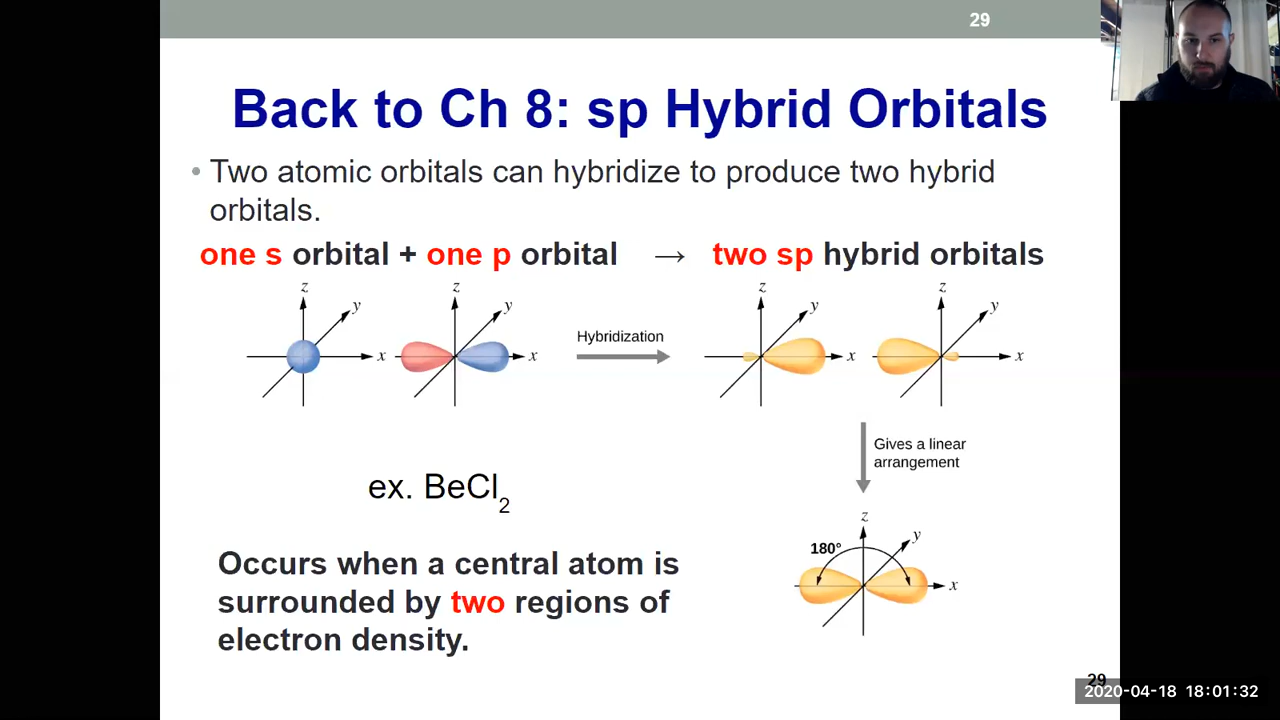 29
Back to Ch 8: sp Hybrid Orbitals
• Two atomic orbitals can hybridize to produce two hybrid
orbitals.
one s orbital + one p orbital → two sp hybrid orbitals
z y x
z y x
Hybridization
z y x
z y x
Gives a linear
arrangement
ex. BeCl₂
z y x
180°
Occurs when a central atom is
surrounded by two regions of
electron density.
29
2020-04-18 18:01:32